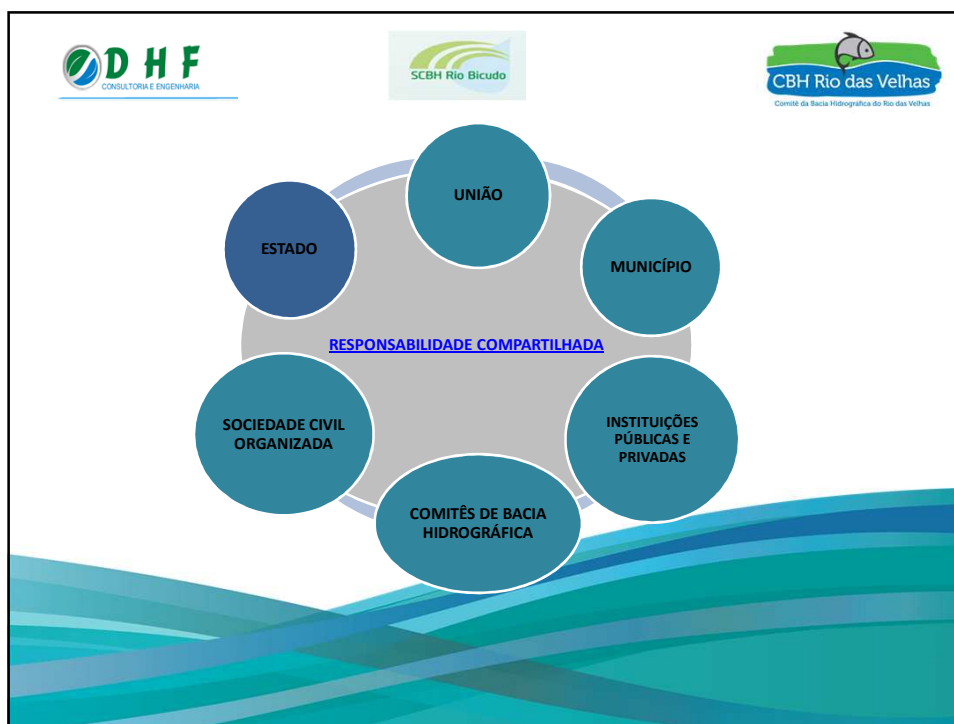 D H F
CONSULTORIA E ENGENHARIA
SCBH Rio Bicudo
CBH Rio das Velhas
Comitê da Bacia Hidrográfica do Rio das Velhas
UNIÃO
ESTADO
MUNICÍPIO
RESPONSABILIDADE COMPARTILHADA
SOCIEDADE CIVIL
ORGANIZADA
INSTITUIÇÕES
PÚBLICAS E
PRIVADAS
COMITÊS DE BACIA
HIDROGRÁFICA